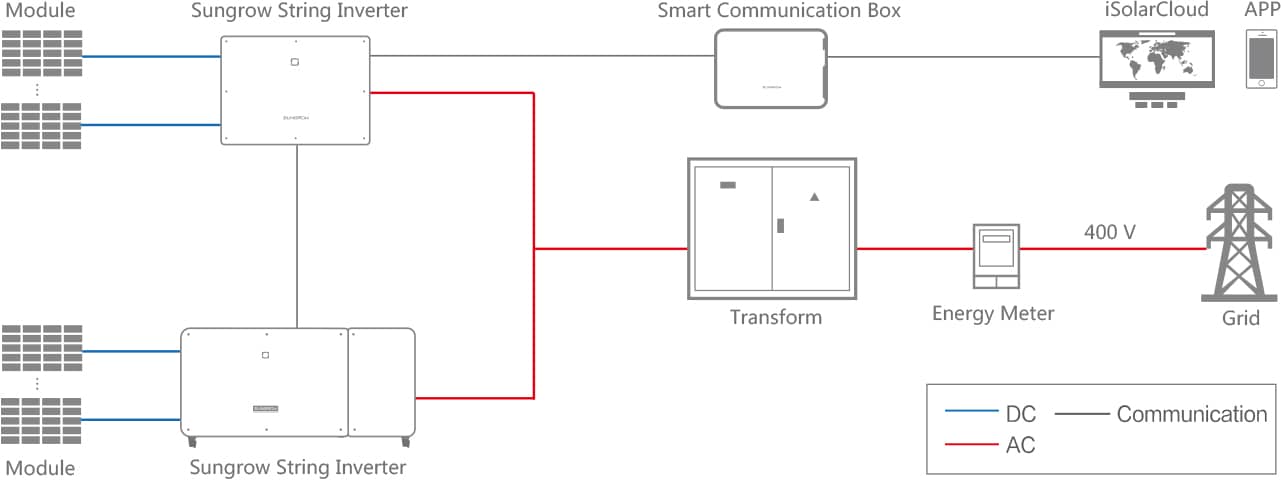 Module
Sungrow String Inverter
Smart Communication Box
iSolarCloud
APP
SUNGROW
SUNGROW
400 V
Transform
Energy Meter
Grid
SUNGROW
DC
Communication
AC
Module
Sungrow String Inverter